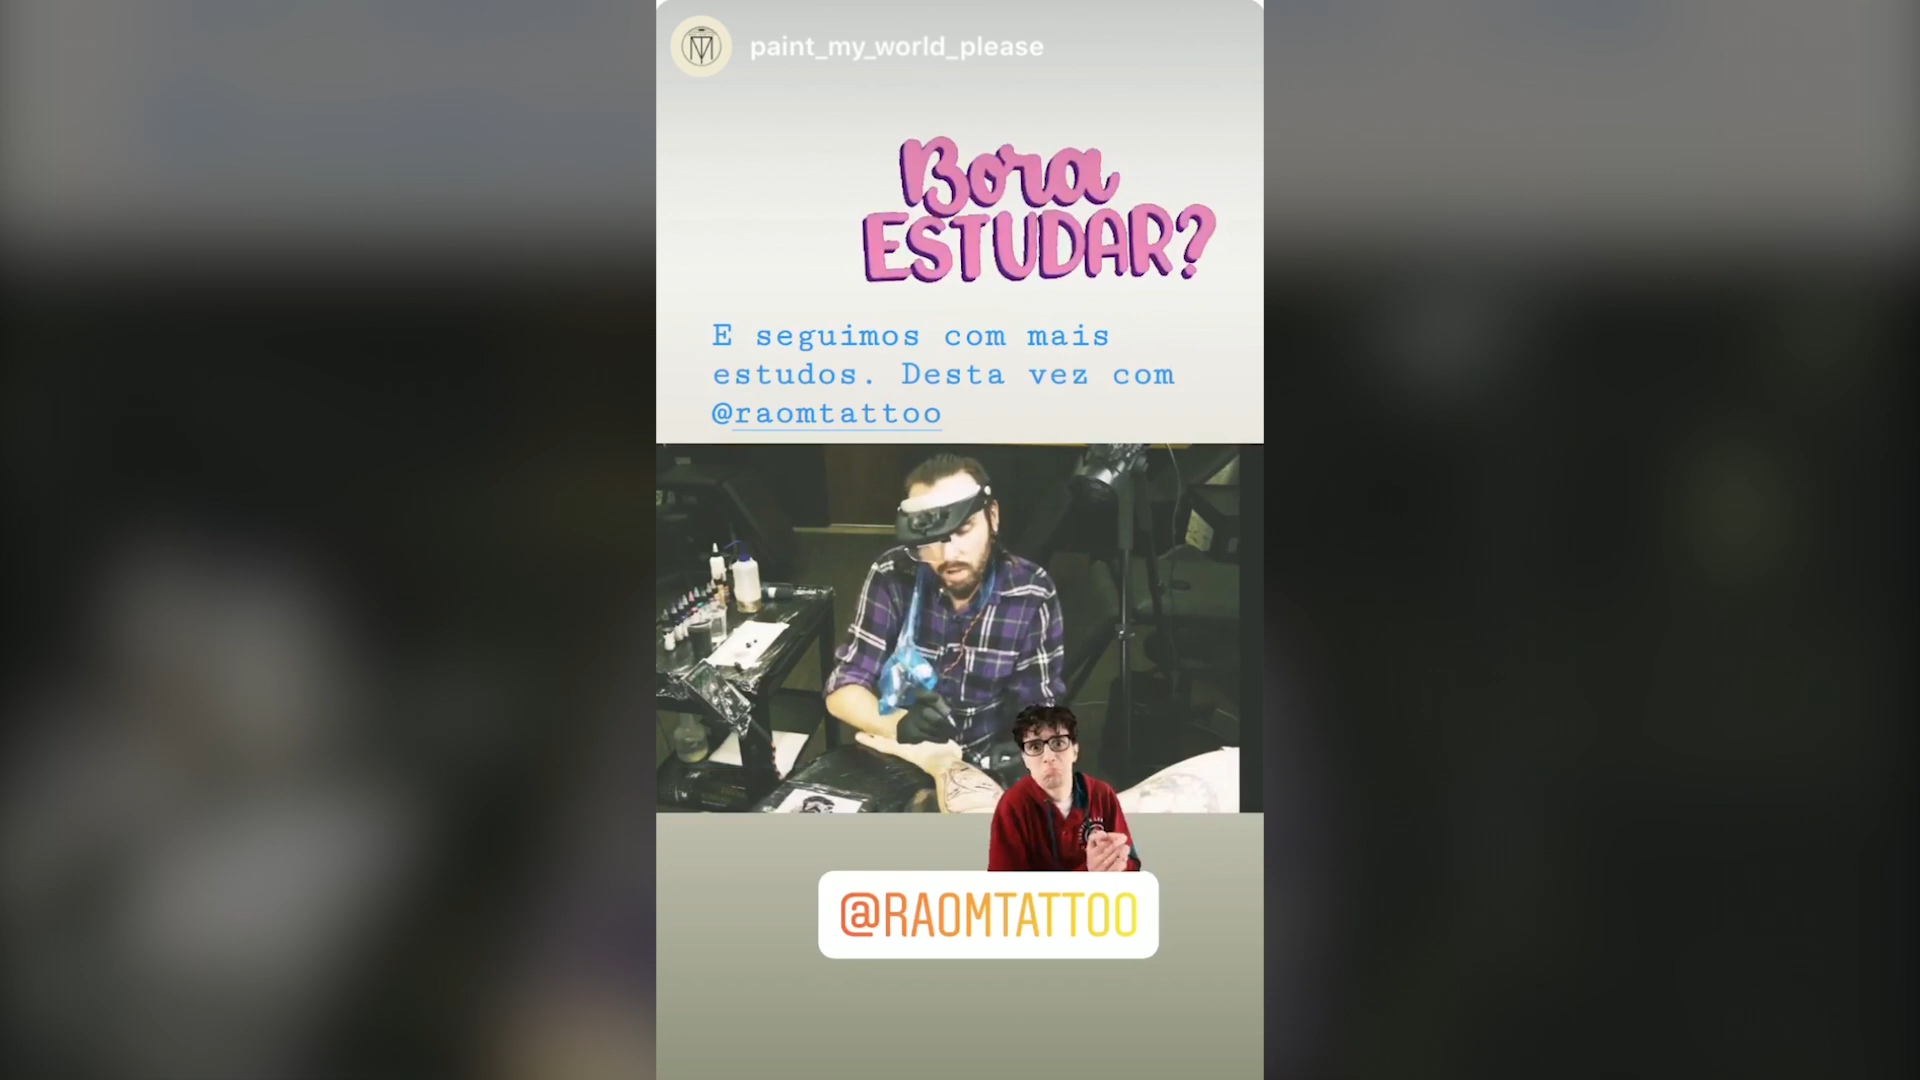 paint_my_world_please
Bora
ESTUDAR?
E seguimos com mais
estudos. Desta vez com
@raomtattoo
@RAOMTATTOO